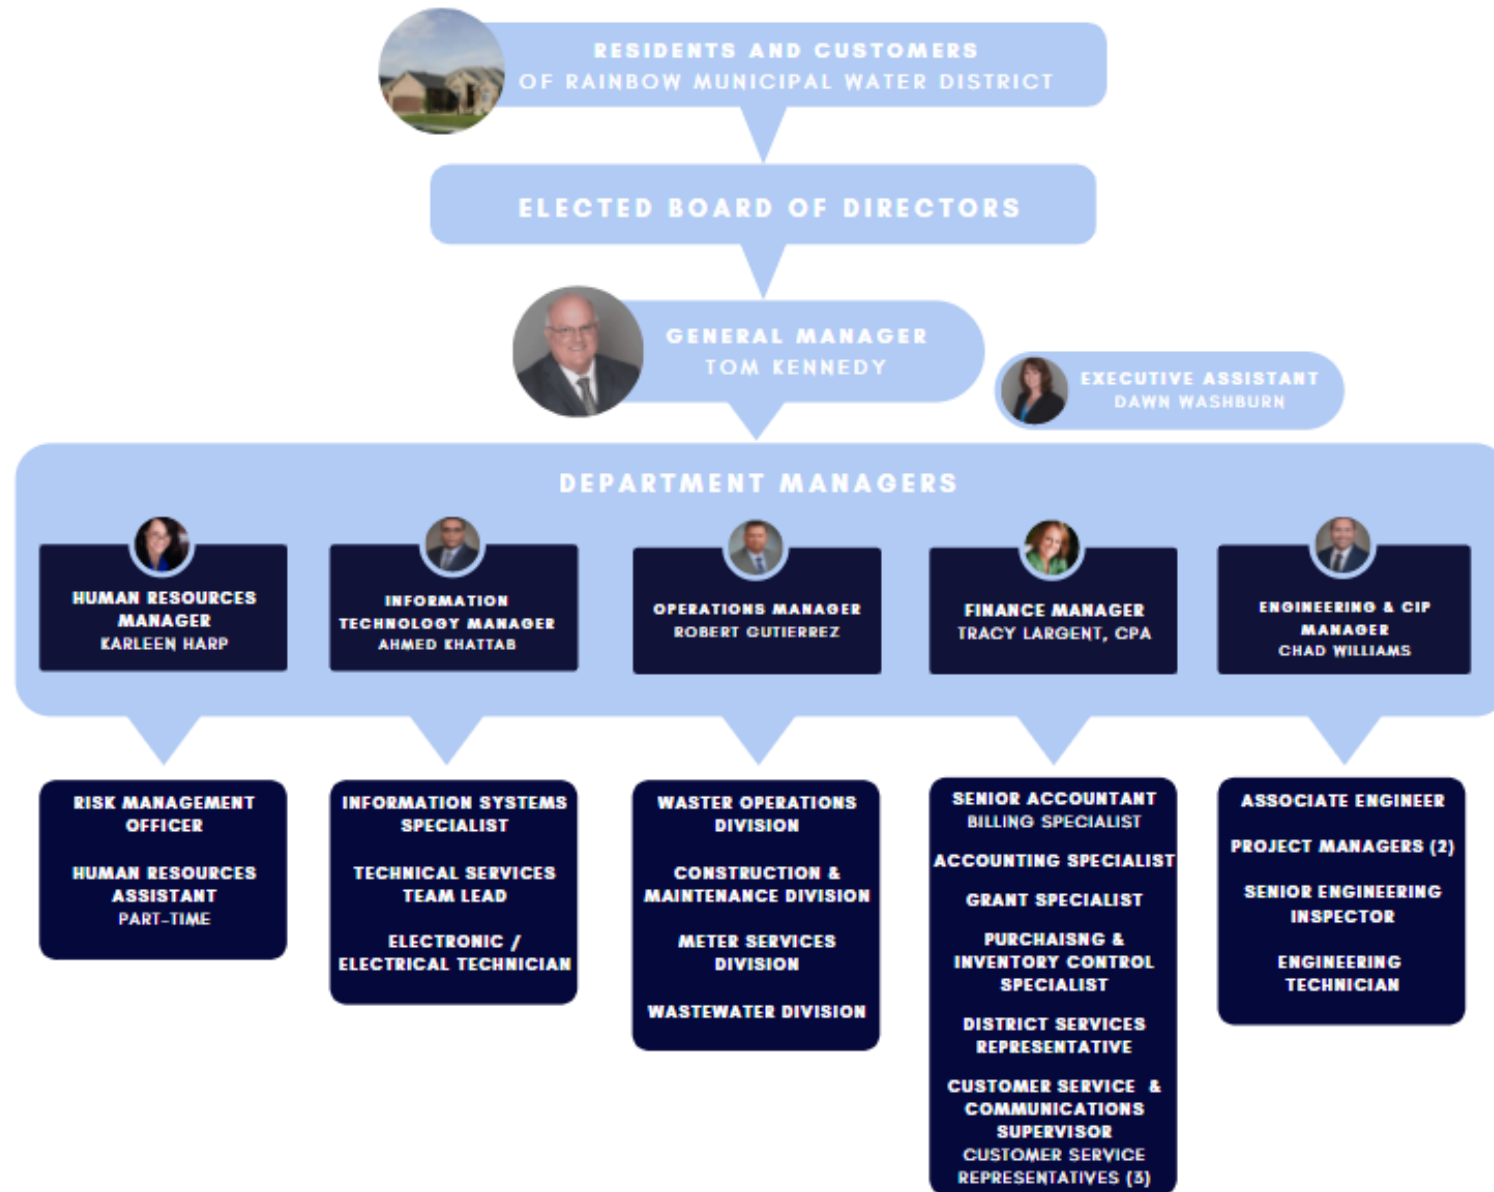 RESIDENTS AND CUSTOMERS
OF RAINBOW MUNICIPAL WATER DISTRICT
ELECTED BOARD OF DIRECTORS
GENERAL MANAGER
TOM KENNEDY
EXECUTIVE ASSISTANT
DAWN WASHBURN
DEPARTMENT MANAGERS
HUMAN RESOURCES
MANAGER
KARLEEN HARP
INFORMATION
TECHNOLOGY MANAGER
AHMED KHATTAB
OPERATIONS MANAGER
ROBERT GUTIERREZ
FINANCE MANAGER
TRACY LARGENT, CPA
ENGINEERING & CIP
MANAGER
CHAD WILLIAMS
RISK MANAGEMENT
OFFICER
HUMAN RESOURCES
ASSISTANT
PART-TIME
INFORMATION SYSTEMS
SPECIALIST
TECHNICAL SERVICES
TEAM LEAD
ELECTRONIC /
ELECTRICAL TECHNICIAN
WASTER OPERATIONS
DIVISION
CONSTRUCTION &
MAINTENANCE DIVISION
METER SERVICES
DIVISION
WASTEWATER DIVISION
SENIOR ACCOUNTANT
BILLING SPECIALIST
ACCOUNTING SPECIALIST
GRANT SPECIALIST
PURCHAISNG &
INVENTORY CONTROL
SPECIALIST
DISTRICT SERVICES
REPRESENTATIVE
CUSTOMER SERVICE &
COMMUNICATIONS
SUPERVISOR
CUSTOMER SERVICE
REPRESENTATIVES (3)
ASSOCIATE ENGINEER
PROJECT MANAGERS (2)
SENIOR ENGINEERING
INSPECTOR
ENGINEERING
TECHNICIAN